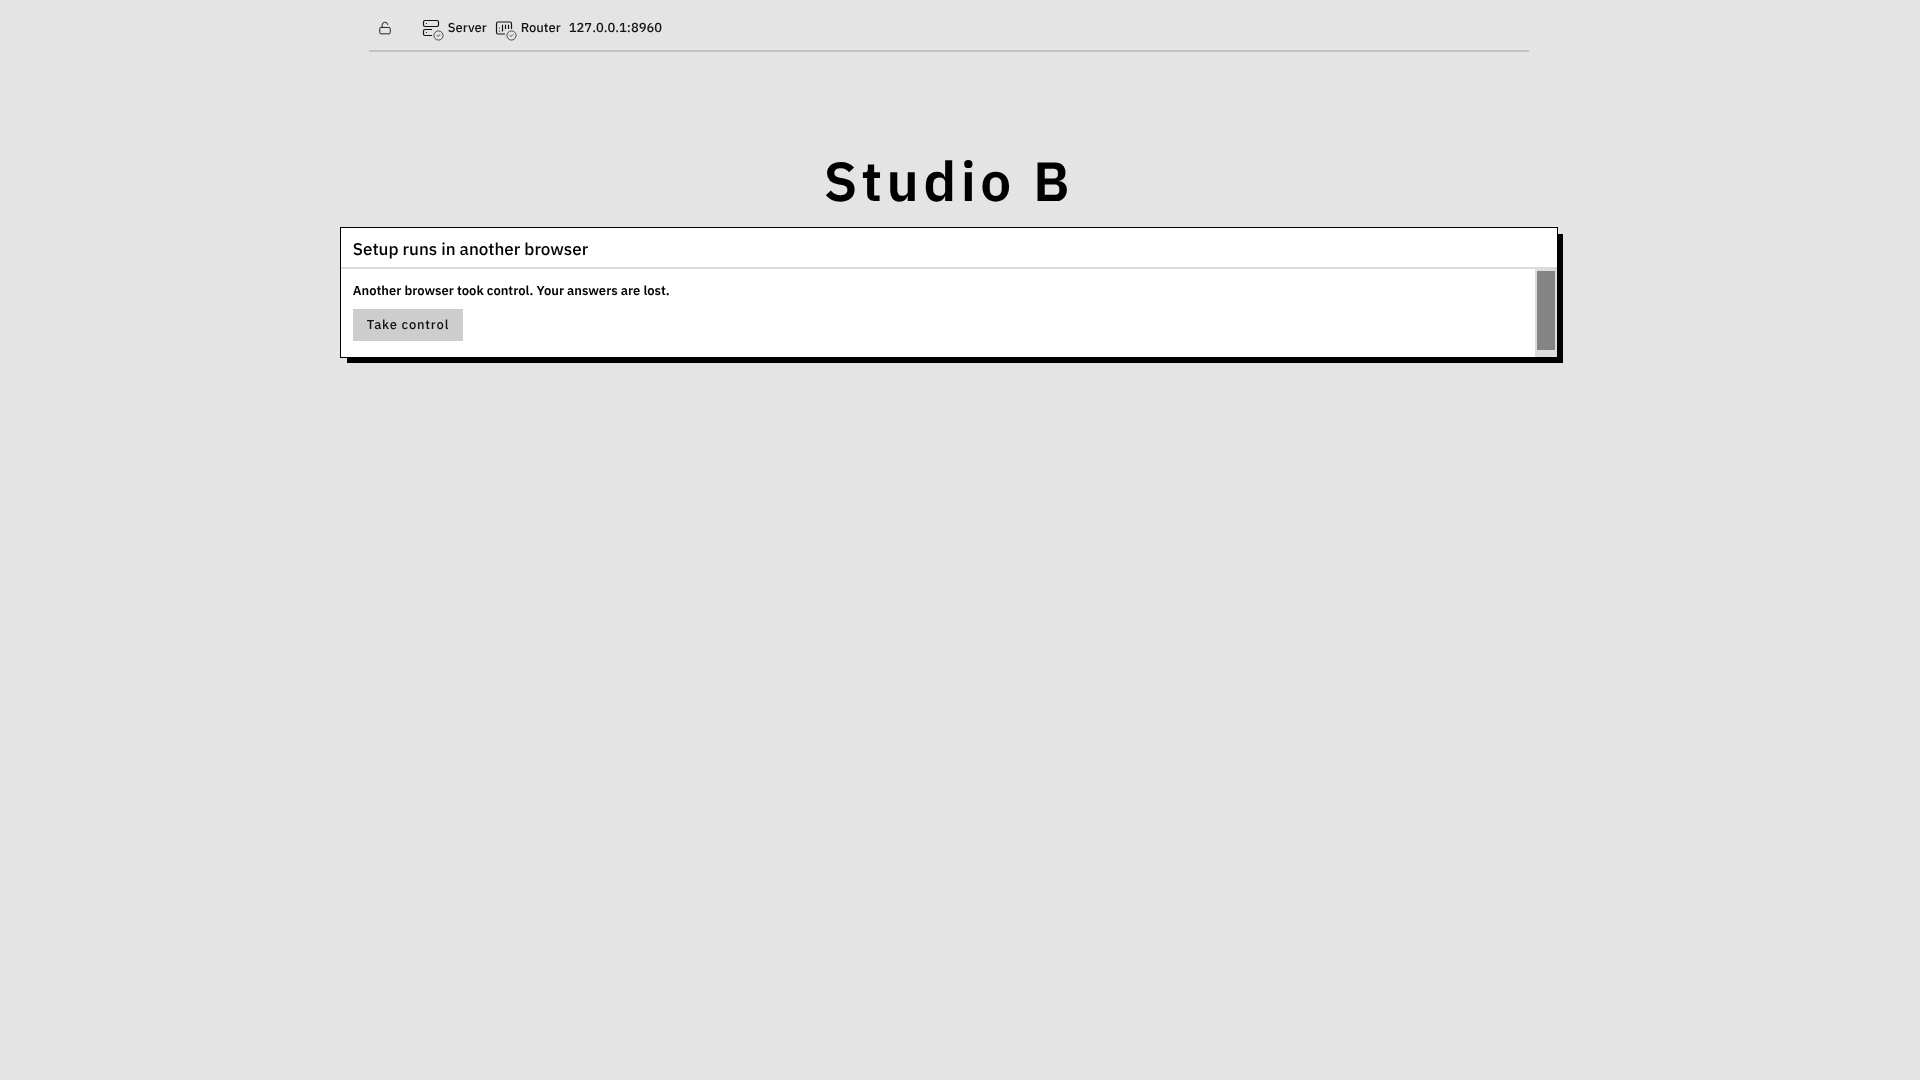 Server Router 127.0.0.1:8960
Studio B
Setup runs in another browser
Another browser took control. Your answers are lost.
Take control